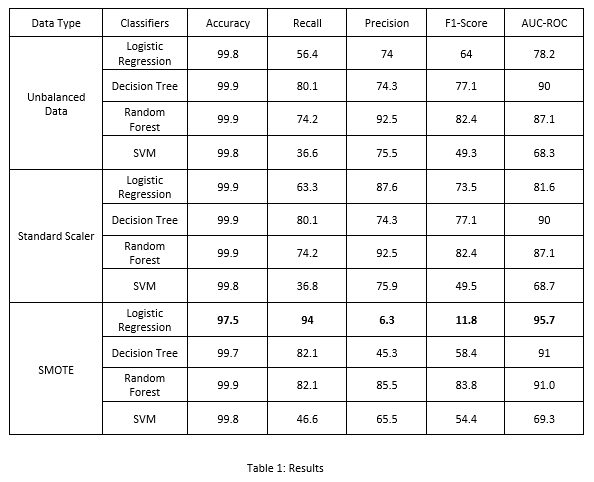 Data Type Classifiers Accuracy Recall Precision F1-Score AUC-ROC
Unbalanced Data
Logistic Regression 99.8 56.4 74 64 78.2
Decision Tree 99.9 80.1 74.3 77.1 90
Random Forest 99.9 74.2 92.5 82.4 87.1
SVM 99.8 36.6 75.5 49.3 68.3
Standard Scaler
Logistic Regression 99.9 63.3 87.6 73.5 81.6
Decision Tree 99.9 80.1 74.3 77.1 90
Random Forest 99.9 74.2 92.5 82.4 87.1
SVM 99.8 36.8 75.9 49.5 68.7
SMOTE
Logistic Regression 97.5 94 6.3 11.8 95.7
Decision Tree 99.7 82.1 45.3 58.4 91
Random Forest 99.9 82.1 85.5 83.8 91.0
SVM 99.8 46.6 65.5 54.4 69.3
Table 1: Results